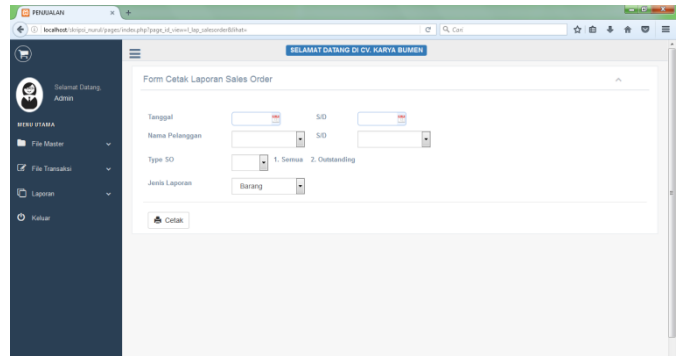 PENJUALAN
localhost/skripsi_nurul/pages/index.php?page_id_view=l_lap_salesorder&lihat=
Cari
SELAMAT DATANG DI CV. KARYA BUMEN
Selamat Datang,
Admin
MENU UTAMA
File Master
File Transaksi
Laporan
Keluar
Form Cetak Laporan Sales Order
Tanggal S/D
Nama Pelanggan S/D
Type SO 1. Semua 2. Outstanding
Jenis Laporan Barang
Cetak